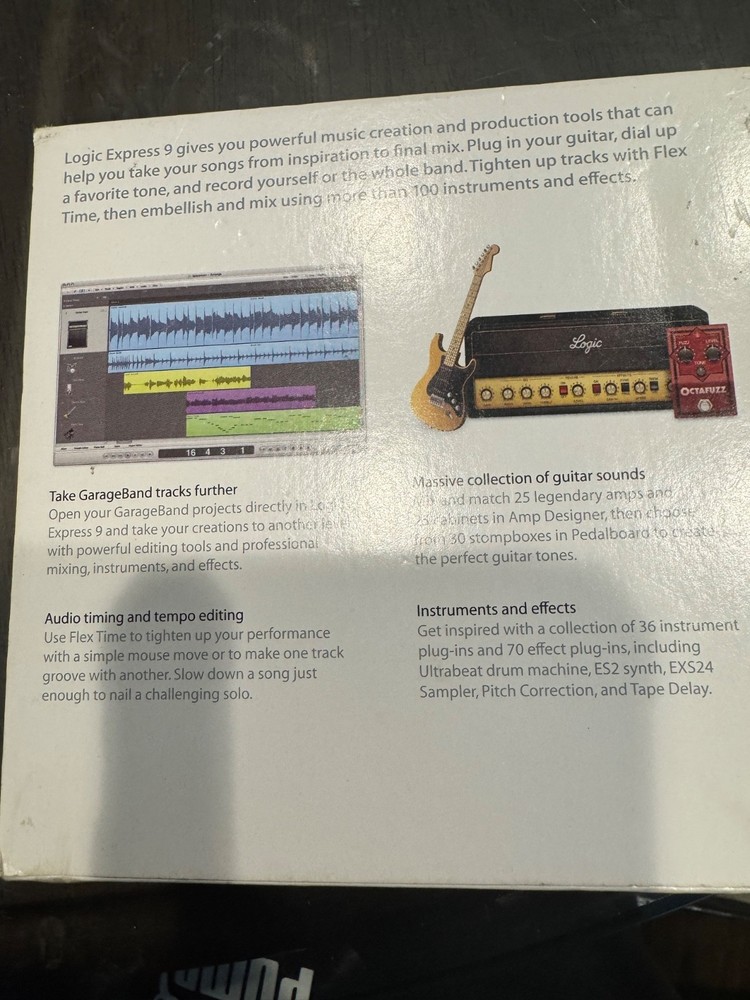 Logic Express 9 gives you powerful music creation and production tools that can
help you take your songs from inspiration to final mix. Plug in your guitar, dial up
a favorite tone, and record yourself or the whole band. Tighten up tracks with Flex
Time, then embellish and mix using more than 100 instruments and effects.
Logic
OCTAFUZZ
16 4 3 1
Take GarageBand tracks further
Open your GarageBand projects directly in Logic
Express 9 and take your creations to another level
with powerful editing tools and professional
mixing, instruments, and effects.
Massive collection of guitar sounds
Mix and match 25 legendary amps and
25 cabinets in Amp Designer, then choose
from 30 stompboxes in Pedalboard to create
the perfect guitar tones.
Audio timing and tempo editing
Use Flex Time to tighten up your performance
with a simple mouse move or to make one track
groove with another. Slow down a song just
enough to nail a challenging solo.
Instruments and effects
Get inspired with a collection of 36 instrument
plug-ins and 70 effect plug-ins, including
Ultrabeat drum machine, ES2 synth, EXS24
Sampler, Pitch Correction, and Tape Delay.
PUMA